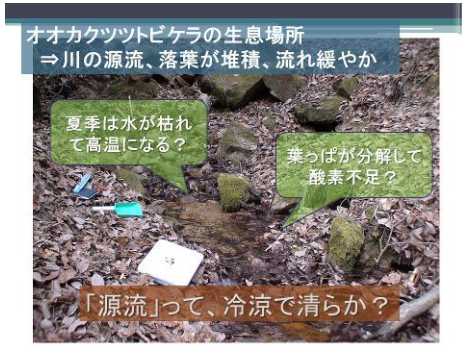 オオカクツツトビケラの生息場所
⇒川の源流、落葉が堆積、流れ緩やか
夏季は水が枯れ
て高温になる？
葉っぱが分解して
酸素不足？
「源流」って、冷涼で清らか？